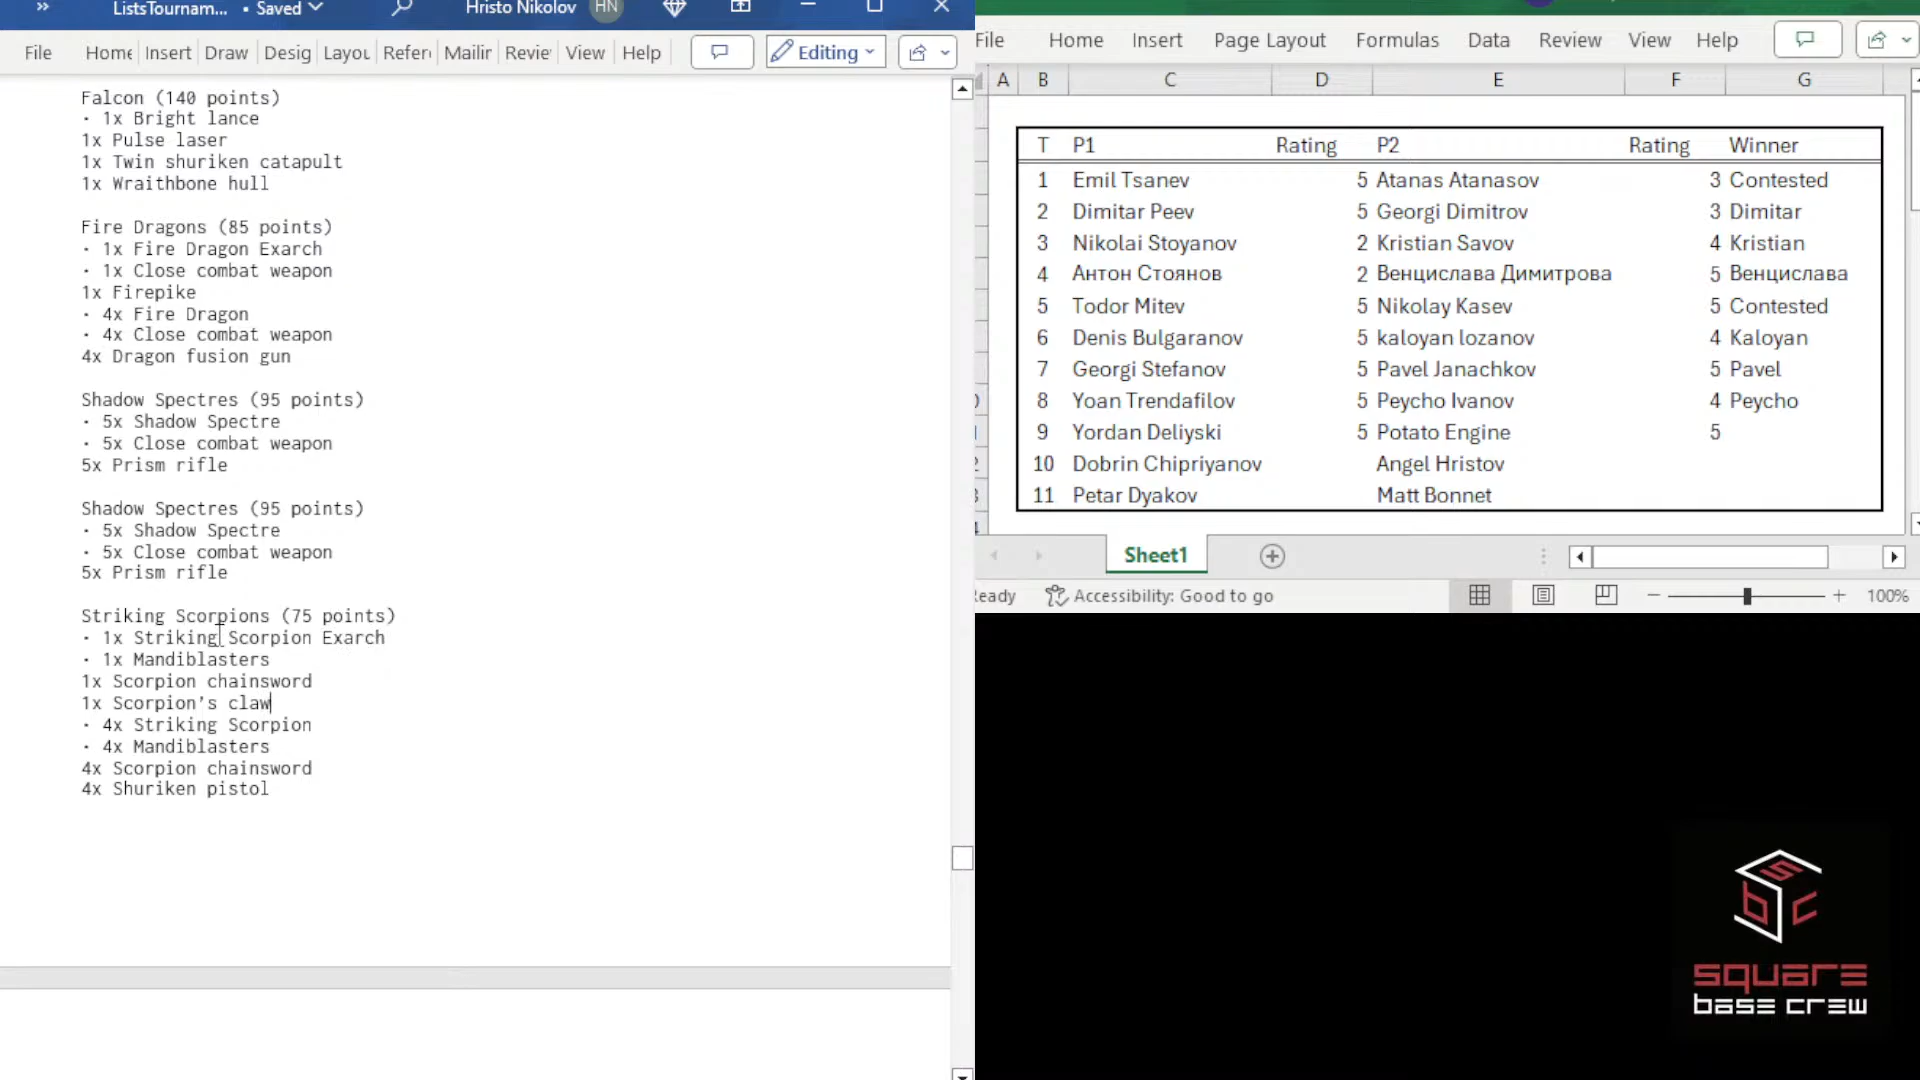 ListsTournam... • Saved
Hristo Nikolov HN
File Home Insert Draw Desig Layou Refer Mailin Revie View Help Editing
Falcon (140 points)
• 1x Bright lance
1x Pulse laser
1x Twin shuriken catapult
1x Wraithbone hull
Fire Dragons (85 points)
• 1x Fire Dragon Exarch
• 1x Close combat weapon
1x Firepike
• 4x Fire Dragon
• 4x Close combat weapon
4x Dragon fusion gun
Shadow Spectres (95 points)
• 5x Shadow Spectre
• 5x Close combat weapon
5x Prism rifle
Shadow Spectres (95 points)
• 5x Shadow Spectre
• 5x Close combat weapon
5x Prism rifle
Striking Scorpions (75 points)
• 1x Striking Scorpion Exarch
• 1x Mandiblasters
1x Scorpion chainsword
1x Scorpion’s claw
• 4x Striking Scorpion
• 4x Mandiblasters
4x Scorpion chainsword
4x Shuriken pistol
File Home Insert Page Layout Formulas Data Review View Help
A B C D E F G
T P1 Rating P2 Rating Winner
1 Emil Tsanev 5 Atanas Atanasov 3 Contested
2 Dimitar Peev 5 Georgi Dimitrov 3 Dimitar
3 Nikolai Stoyanov 2 Kristian Savov 4 Kristian
4 Антон Стоянов 2 Венцислава Димитрова 5 Венцислава
5 Todor Mitev 5 Nikolay Kasev 5 Contested
6 Denis Bulgaranov 5 kaloyan lozanov 4 Kaloyan
7 Georgi Stefanov 5 Pavel Janachkov 5 Pavel
8 Yoan Trendafilov 5 Peycho Ivanov 4 Peycho
9 Yordan Deliyski 5 Potato Engine 5
10 Dobrin Chipriyanov Angel Hristov
11 Petar Dyakov Matt Bonnet
Sheet1
eady Accessibility: Good to go 100%
sbc
square
base crew